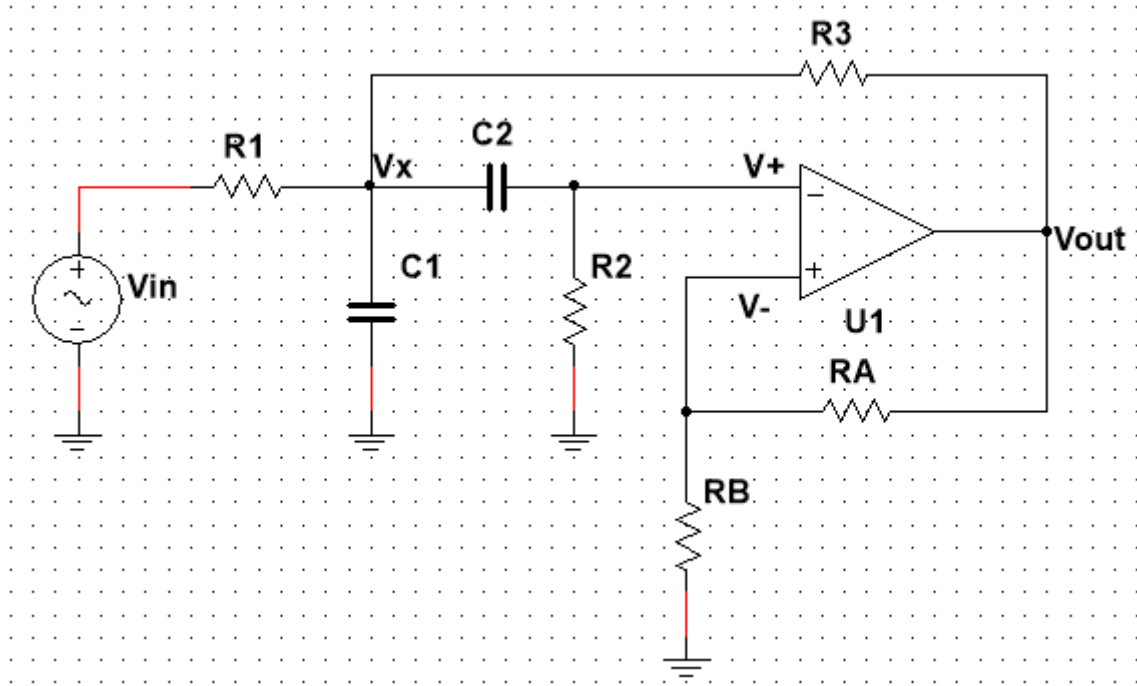 R3
R1
C2
Vx
V+
−
Vout
+
Vin
−
C1
R2
+
V-
U1
RA
RB